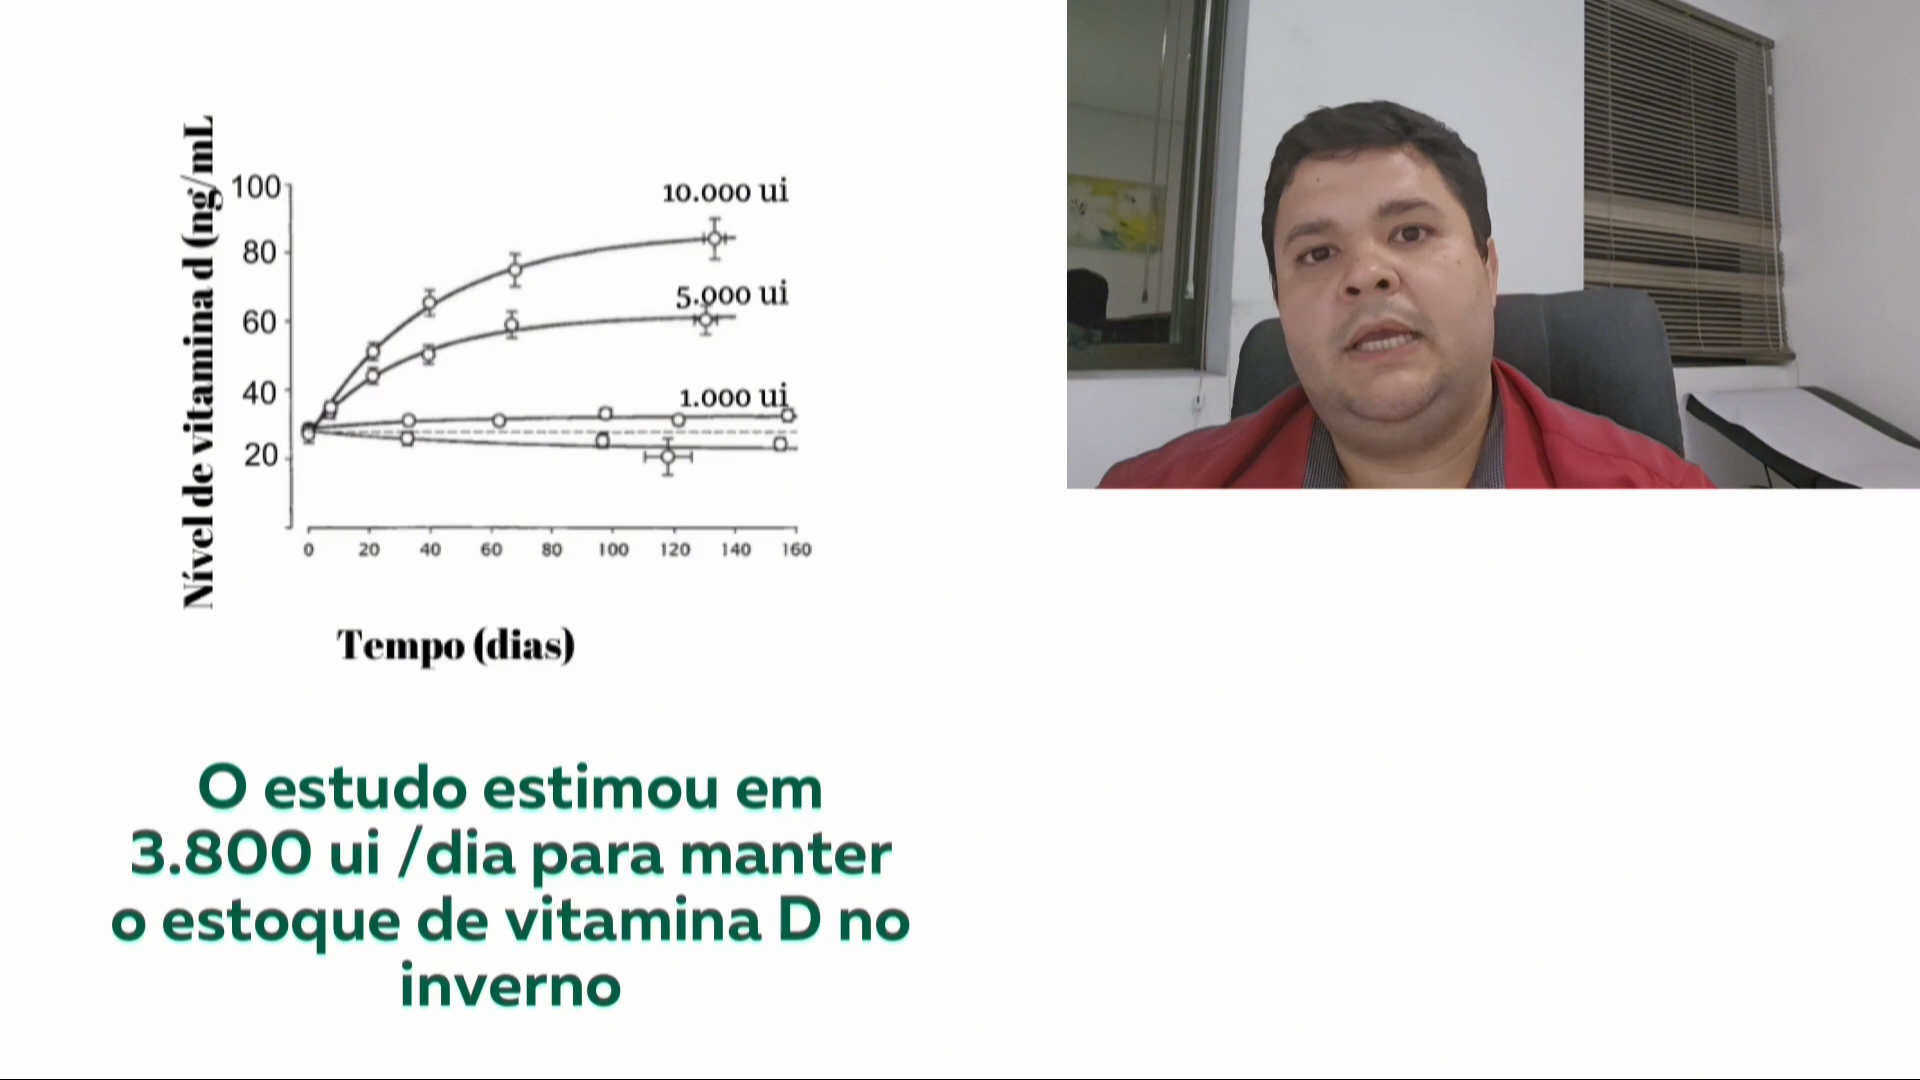 Nível de vitamina d (ng/mL
100
80
60
40
20
10.000 ui
5.000 ui
1.000 ui
0 20 40 60 80 100 120 140 160
Tempo (dias)
O estudo estimou em
3.800 ui /dia para manter
o estoque de vitamina D no
inverno